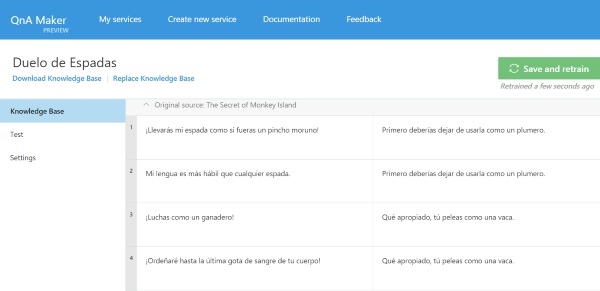 QnA Maker My services Create new service Documentation Feedback
PREVIEW
Duelo de Espadas
Download Knowledge Base | Replace Knowledge Base
Save and retrain
Retrained a few seconds ago
Knowledge Base
Test
Settings
Original source: The Secret of Monkey Island
1 ¡Llevarás mi espada como si fueras un pincho moruno! Primero deberías dejar de usarla como un plumero.
2 Mi lengua es más hábil que cualquier espada. Primero deberías dejar de usarla como un plumero.
3 ¡Luchas como un ganadero! Qué apropiado, tú peleas como una vaca.
4 ¡Ordeñaré hasta la última gota de sangre de tu cuerpo! Qué apropiado, tú peleas como una vaca.